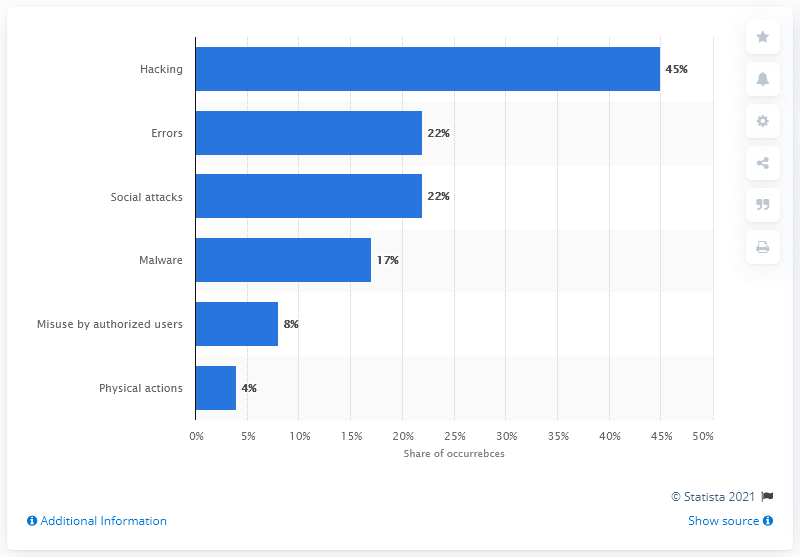 Hacking 45%
Errors 22%
Social attacks 22%
Malware 17%
Misuse by authorized users 8%
Physical actions 4%
0% 5% 10% 15% 20% 25% 30% 35% 40% 45% 50%
Share of occurrebces
© Statista 2021
Additional Information Show source